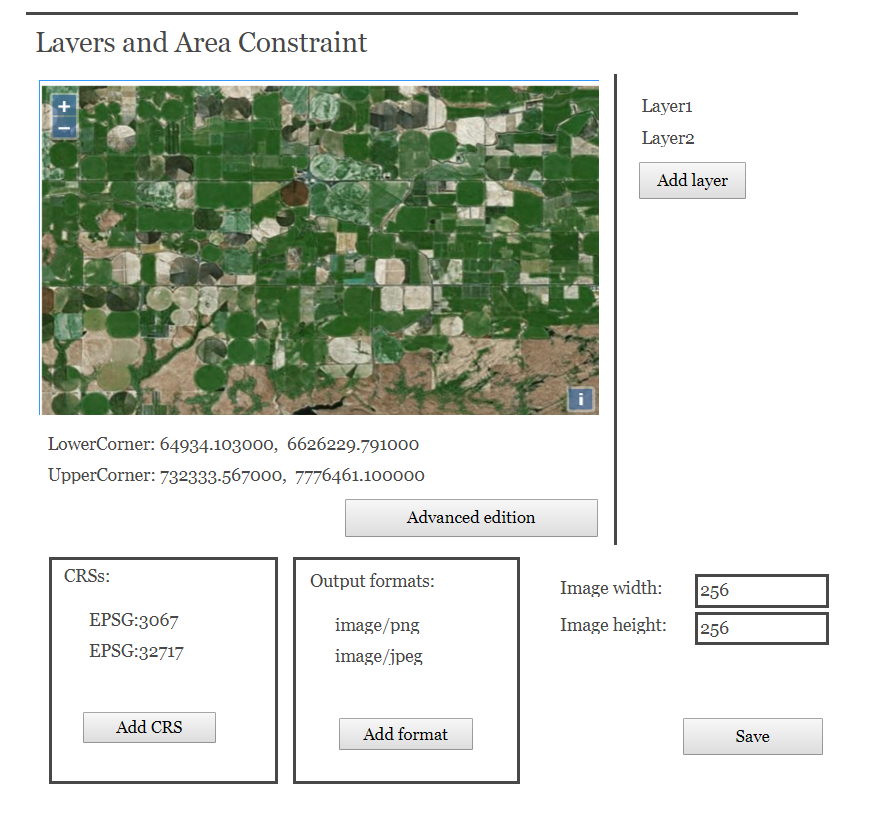 Layers and Area Constraint
+
−
i
Layer1
Layer2
Add layer
LowerCorner: 64934.103000, 6626229.791000
UpperCorner: 732333.567000, 7776461.100000
Advanced edition
CRSs:
EPSG:3067
EPSG:32717
Add CRS
Output formats:
image/png
image/jpeg
Add format
Image width: 256
Image height: 256
Save